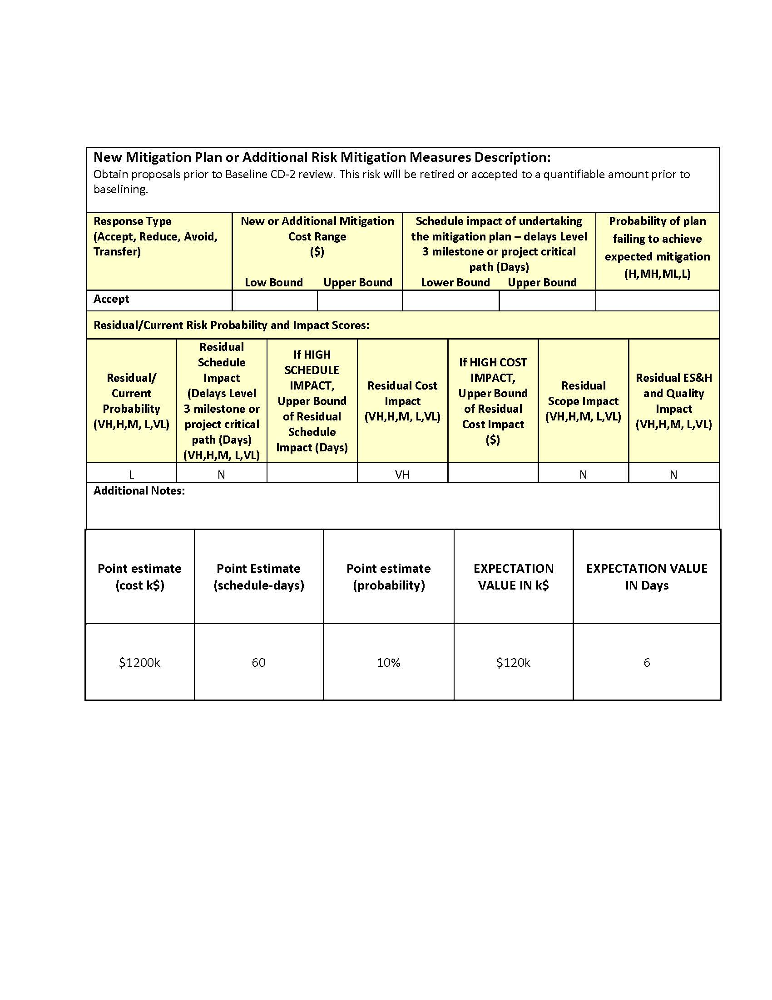 New Mitigation Plan or Additional Risk Mitigation Measures Description:
Obtain proposals prior to Baseline CD-2 review. This risk will be retired or accepted to a quantifiable amount prior to
baselining.
Response Type
(Accept, Reduce, Avoid,
Transfer)
New or Additional Mitigation
Cost Range
($)
Low Bound Upper Bound
Schedule impact of undertaking
the mitigation plan – delays Level
3 milestone or project critical
path (Days)
Lower Bound Upper Bound
Probability of plan
failing to achieve
expected mitigation
(H,MH,ML,L)
Accept
Residual/Current Risk Probability and Impact Scores:
Residual/
Current
Probability
(VH,H,M, L,VL)
Residual
Schedule
Impact
(Delays Level
3 milestone or
project critical
path (Days)
(VH,H,M, L,VL)
If HIGH
SCHEDULE
IMPACT,
Upper Bound
of Residual
Schedule
Impact (Days)
Residual Cost
Impact
(VH,H,M, L,VL)
If HIGH COST
IMPACT,
Upper Bound
of Residual
Cost Impact
($)
Residual
Scope Impact
(VH,H,M, L,VL)
Residual ES&H
and Quality
Impact
(VH,H,M, L,VL)
L N VH N N
Additional Notes:
Point estimate
(cost k$)
Point Estimate
(schedule-days)
Point estimate
(probability)
EXPECTATION
VALUE IN k$
EXPECTATION VALUE
IN Days
$1200k 60 10% $120k 6